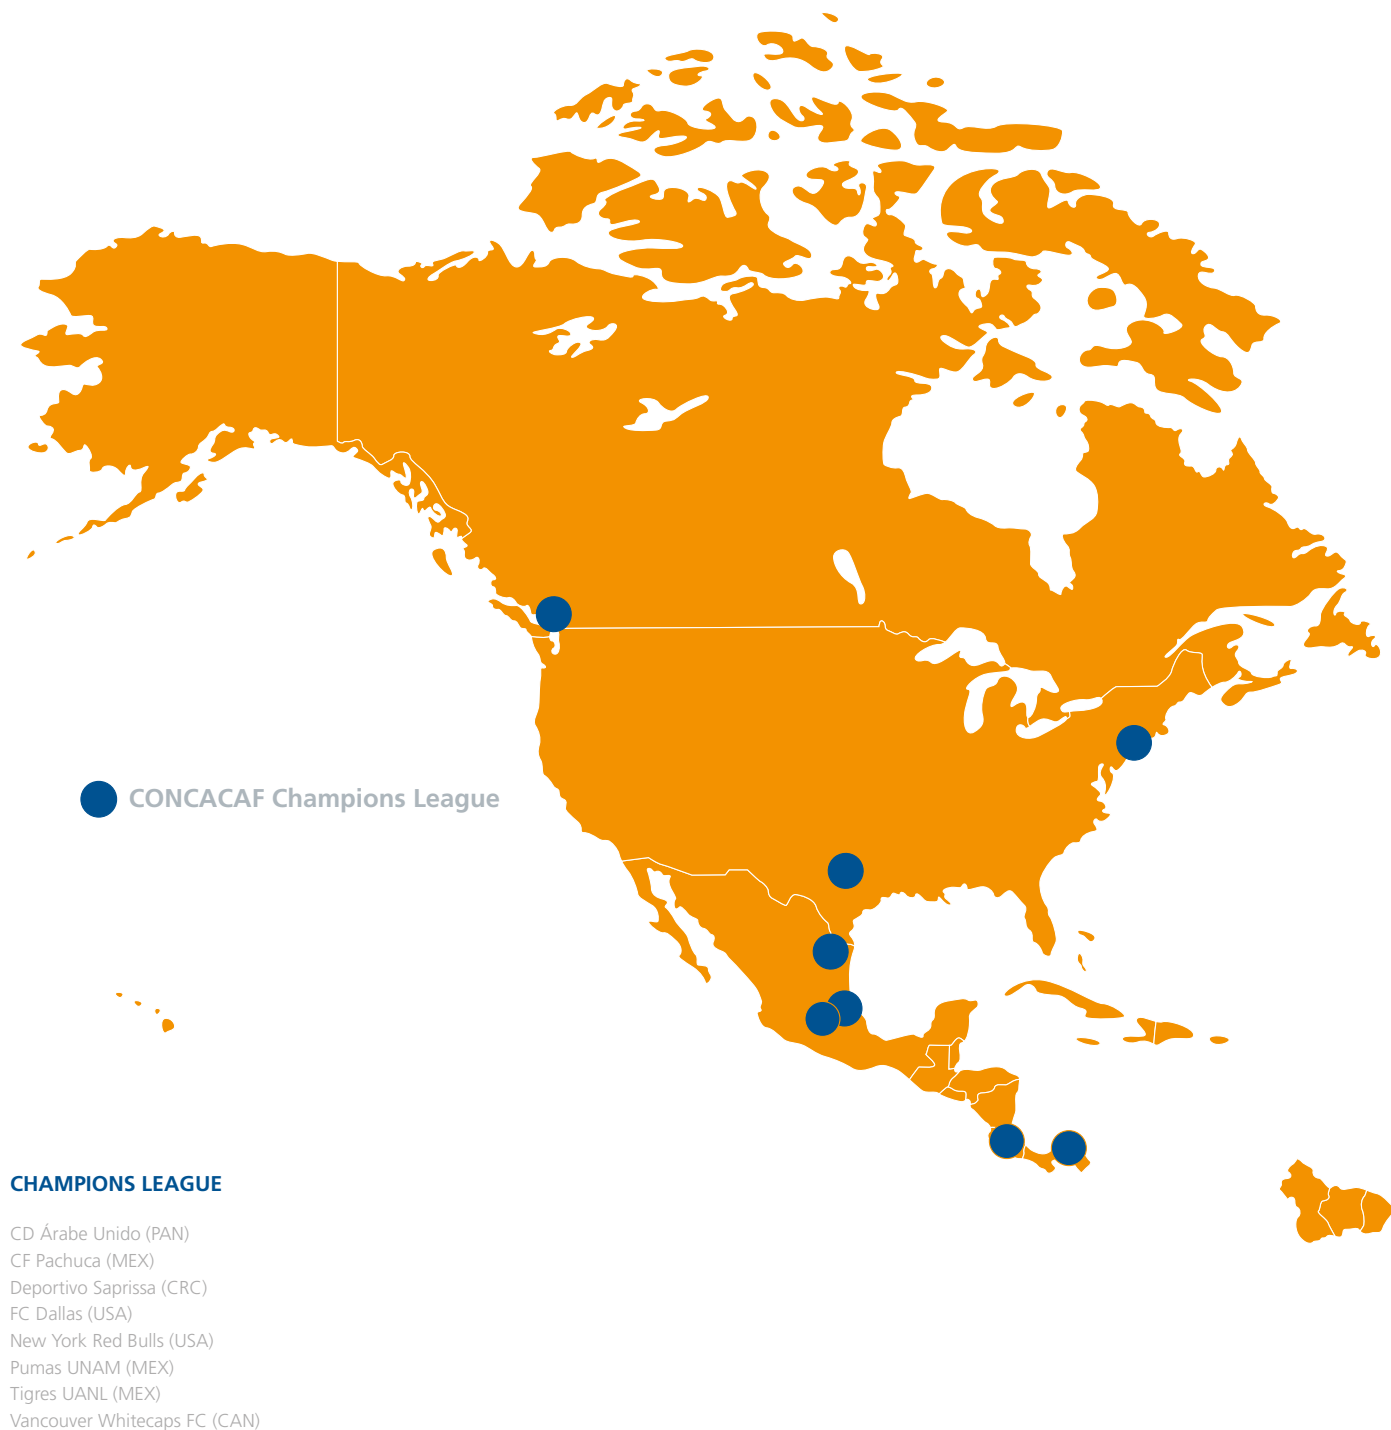 CONCACAF Champions League
CHAMPIONS LEAGUE
CD Árabe Unido (PAN)
CF Pachuca (MEX)
Deportivo Saprissa (CRC)
FC Dallas (USA)
New York Red Bulls (USA)
Pumas UNAM (MEX)
Tigres UANL (MEX)
Vancouver Whitecaps FC (CAN)